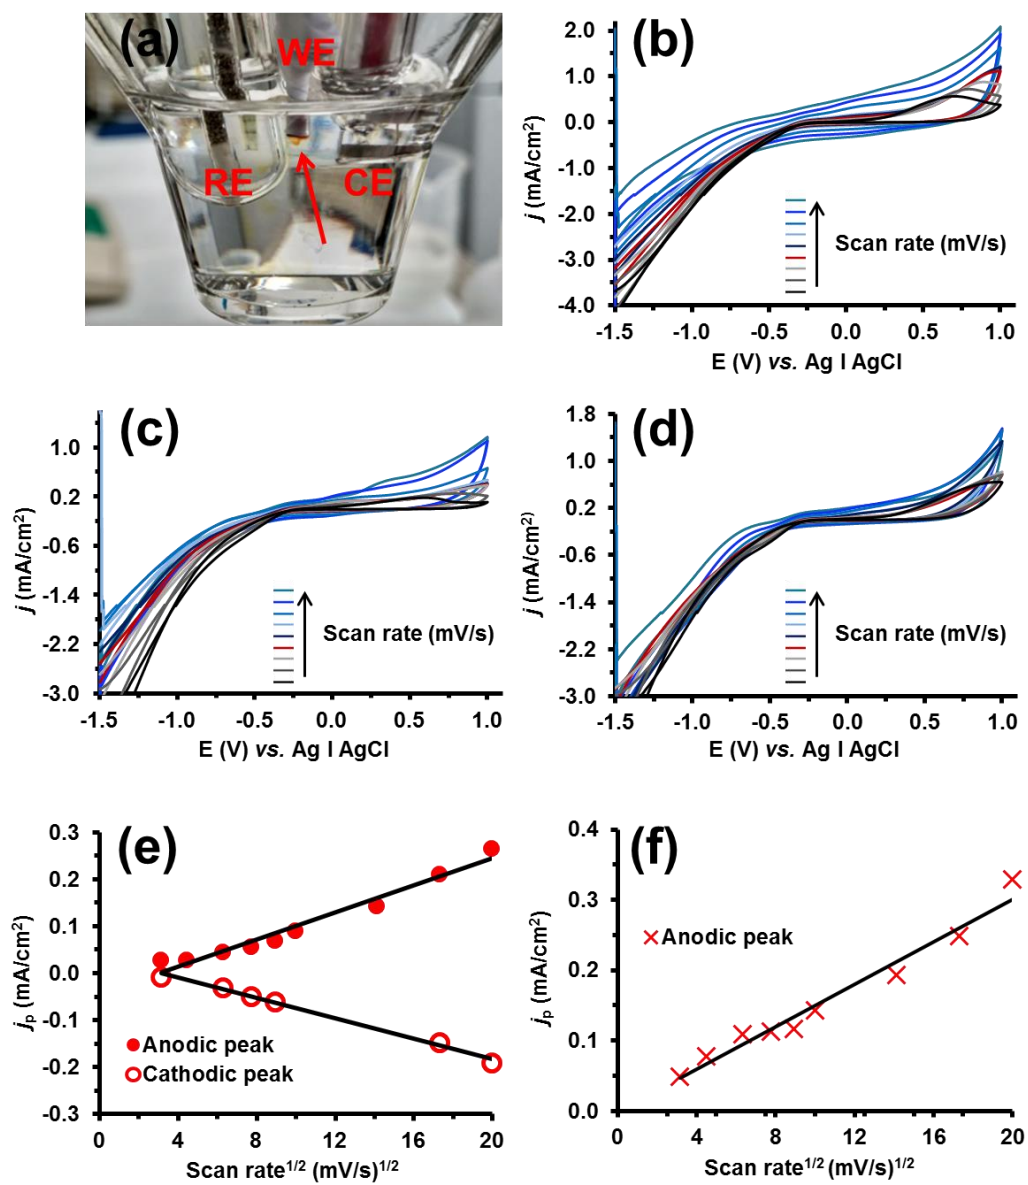 (a)
WE
RE
CE
(b)
2.0
1.0
0.0
-1.0
-2.0
-3.0
-4.0
j (mA/cm²)
Scan rate (mV/s)
-1.5 -1.0 -0.5 0.0 0.5 1.0
E (V) vs. Ag I AgCl
(c)
1.0
0.2
-0.6
-1.4
-2.2
-3.0
j (mA/cm²)
Scan rate (mV/s)
-1.5 -1.0 -0.5 0.0 0.5 1.0
E (V) vs. Ag I AgCl
(d)
1.8
1.0
0.2
-0.6
-1.4
-2.2
-3.0
j (mA/cm²⁾
Scan rate (mV/s)
-1.5 -1.0 -0.5 0.0 0.5 1.0
E (V) vs. Ag I AgCl
(e)
0.3
0.2
0.1
0.0
-0.1
-0.2
-0.3
jₚ (mA/cm²)
Anodic peak
Cathodic peak
0 4 8 12 16 20
Scan rate¹/² (mV/s)¹/²
(f)
0.4
0.3
0.2
0.1
0.0
jₚ (mA/cm²)
Anodic peak
0 4 8 12 16 20
Scan rate¹/² (mV/s)¹/²